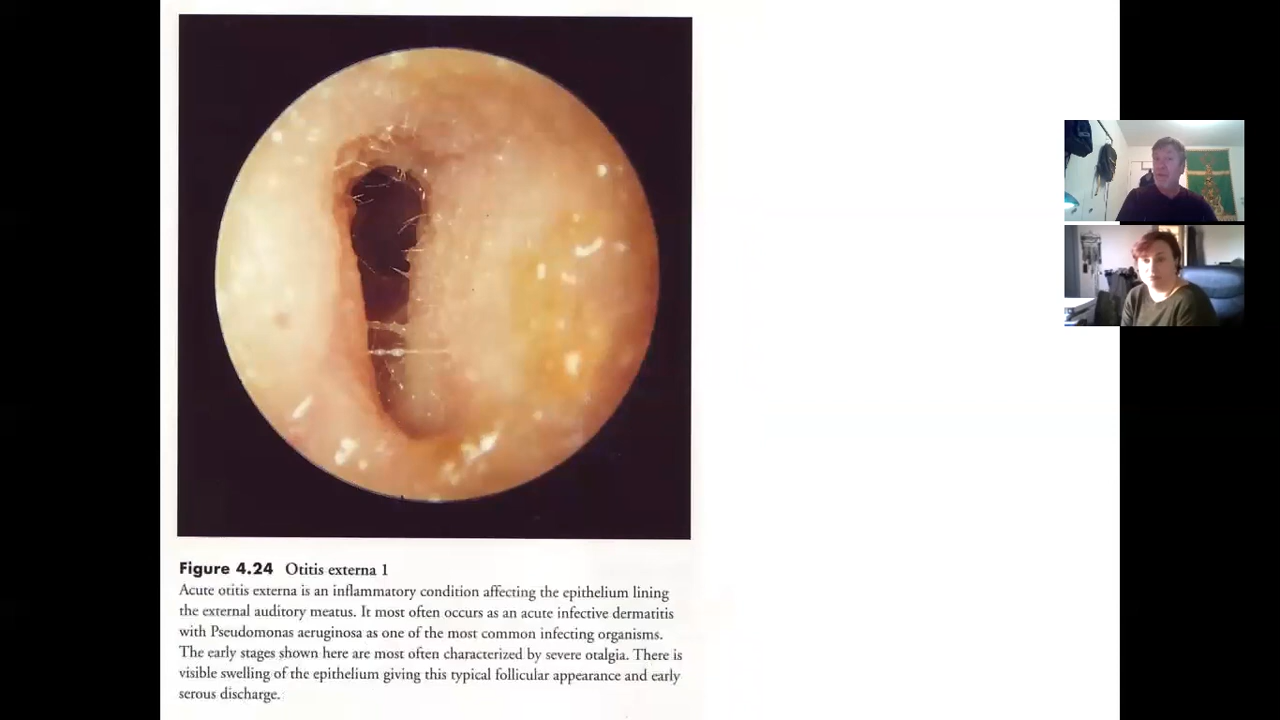 Figure 4.24 Otitis externa 1
Acute otitis externa is an inflammatory condition affecting the epithelium lining
the external auditory meatus. It most often occurs as an acute infective dermatitis
with Pseudomonas aeruginosa as one of the most common infecting organisms.
The early stages shown here are most often characterized by severe otalgia. There is
visible swelling of the epithelium giving this typical follicular appearance and early
serous discharge.